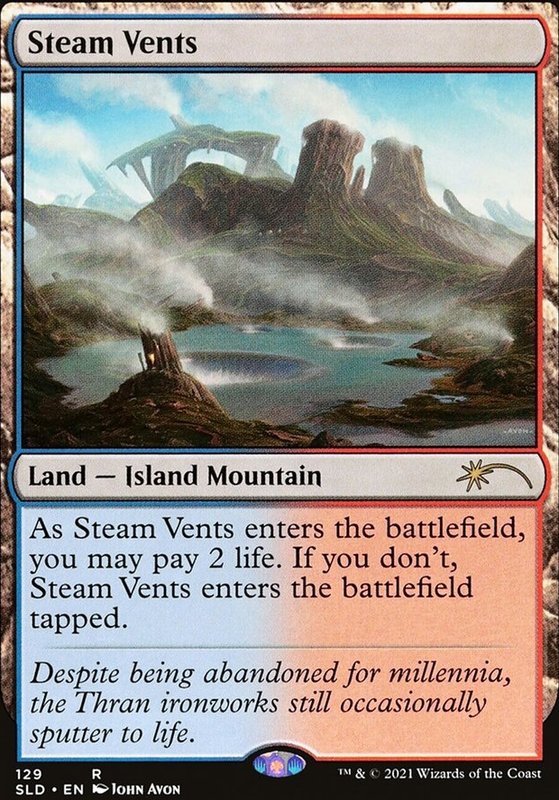 Steam Vents
AVON
Land — Island Mountain
As Steam Vents enters the battlefield,
you may pay 2 life. If you don't,
Steam Vents enters the battlefield
tapped.
Despite being abandoned for millennia,
the Thran ironworks still occasionally
sputter to life.
129 R
SLD • EN John Avon
™ & © 2021 Wizards of the Coast